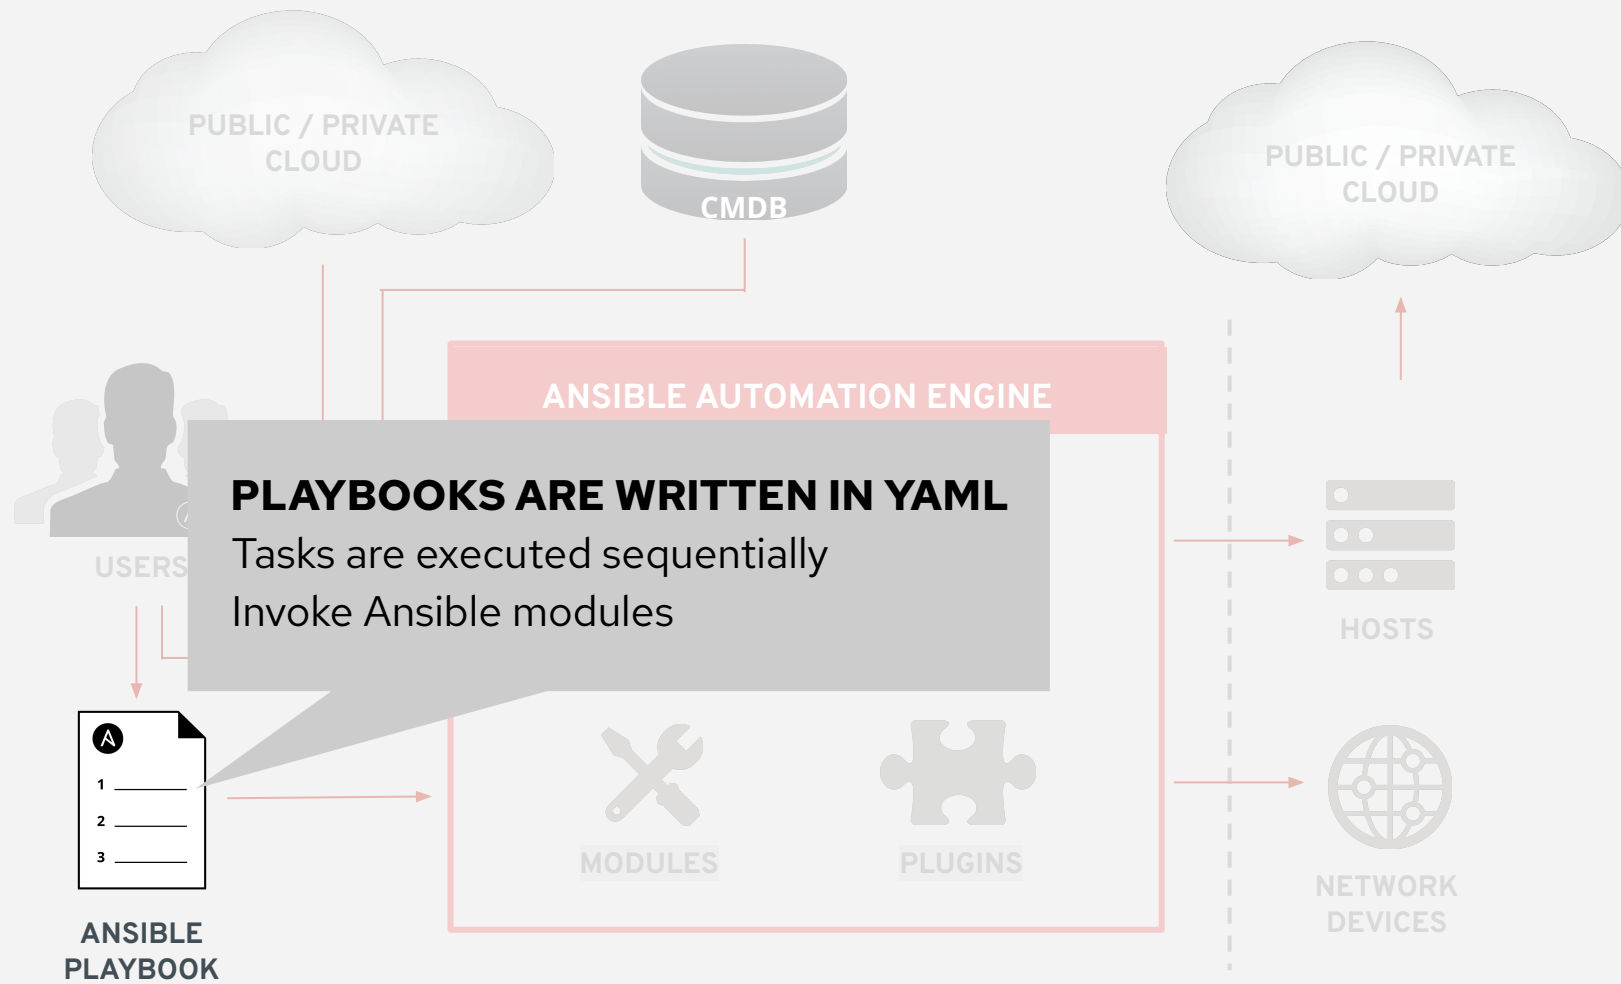 PUBLIC / PRIVATE
CLOUD
CMDB
PUBLIC / PRIVATE
CLOUD
ANSIBLE AUTOMATION ENGINE
PLAYBOOKS ARE WRITTEN IN YAML
Tasks are executed sequentially
Invoke Ansible modules
USERS
HOSTS
1
2
3
MODULES
PLUGINS
NETWORK
DEVICES
ANSIBLE
PLAYBOOK